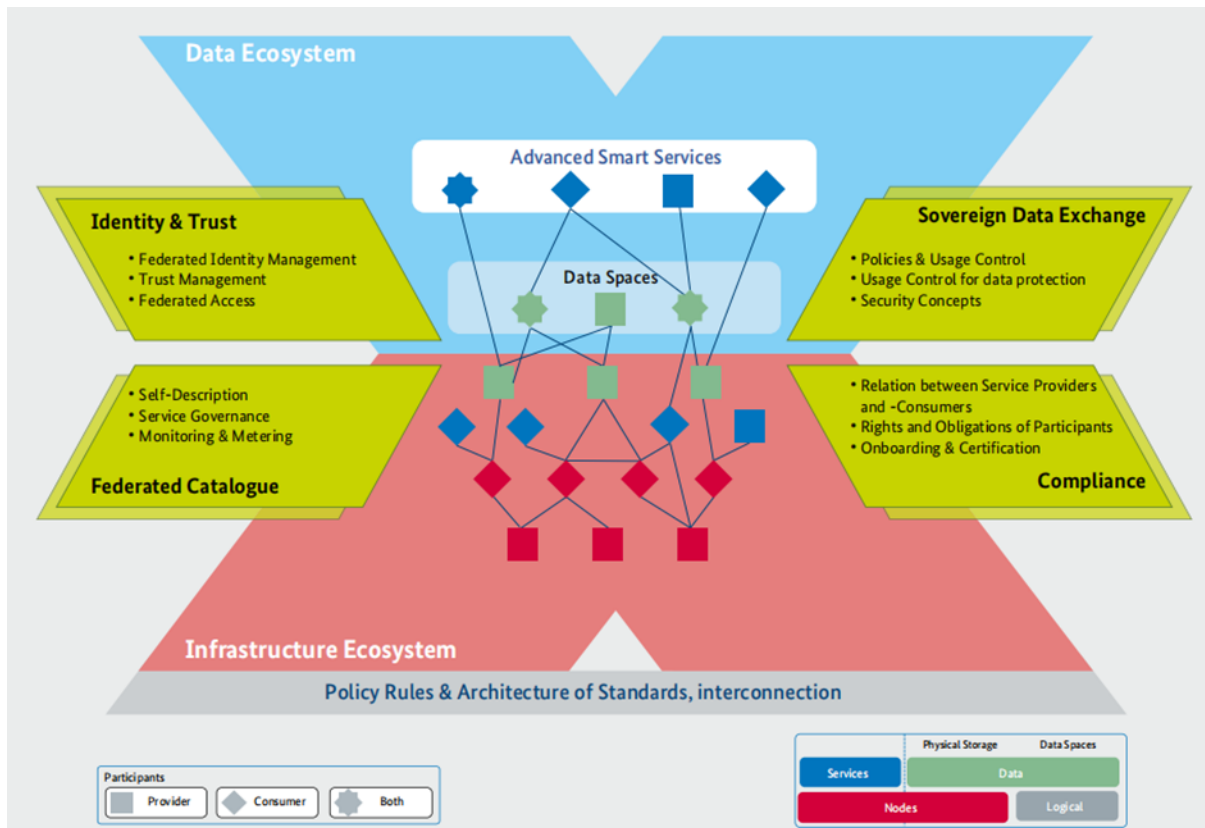 Data Ecosystem
Advanced Smart Services
Identity & Trust
• Federated Identity Management
• Trust Management
• Federated Access
Sovereign Data Exchange
• Policies & Usage Control
• Usage Control for data protection
• Security Concepts
Data Spaces
• Self-Description
• Service Governance
• Monitoring & Metering
Federated Catalogue
• Relation between Service Providers
and -Consumers
• Rights and Obligations of Participants
• Onboarding & Certification
Compliance
Infrastructure Ecosystem
Policy Rules & Architecture of Standards, interconnection
Participants
Provider
Consumer
Both
Physical Storage
Data Spaces
Services
Data
Nodes
Logical